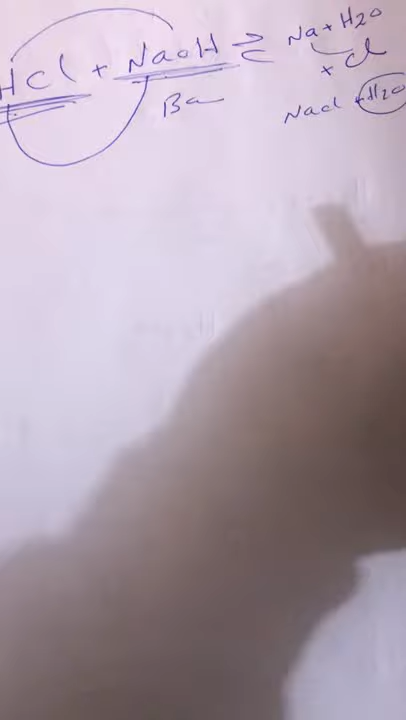 HCl + NaOH ⇌ Na + H2O
+ Cl
Ba
NaCl + H2O